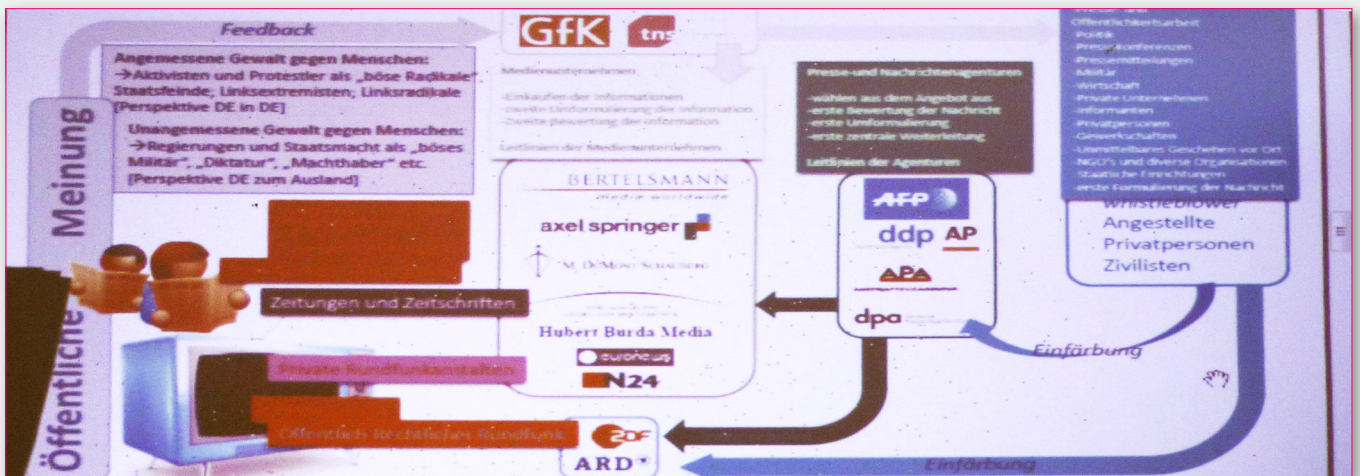 Feedback
GfK
tns
Öffentlichkeitsarbeit
-Politik
-Pressekonferenzen
-Pressemitteilungen
-Militär
-Wirtschaft
-Private Unternehmen
-Informanten
-Privatpersonen
-Gewerkschaften
-Unmittelbares Geschehen vor Ort
-NGO's und diverse Organisationen
-Staatliche Einrichtungen
-erste Formulierung der Nachricht
whistleblower
Angestellte
Privatpersonen
Zivilisten
Angemessene Gewalt gegen Menschen:
→Aktivisten und Protestler als „böse Radikale"
Staatsfeinde; Linksextremisten; Linksradikale
[Perspektive DE in DE]
Unangemessene Gewalt gegen Menschen:
→Regierungen und Staatsmacht als „böses
Militär", „Diktatur", „Machthaber" etc.
[Perspektive DE zum Ausland]
Medienunternehmen
-Einkaufen der Informationen
-zweite Umformulierung der Information
-Zweite Bewertung der Information
Leitlinien der Medienunternehmen
Presse-und Nachrichtenagenturen
-wählen aus dem Angebot aus
-erste Bewertung der Nachricht
-erste Umformulierung
-erste zentrale Weiterleitung
Leitlinien der Agenturen
BERTELSMANN
media worldwide
axel springer
M. DuMont Schauberg
Hubert Burda Media
euronews
N24
AFP
ddp
AP
APA
dpa
Einfärbung
Öffentliche Meinung
Zeitungen und Zeitschriften
Private Rundfunkanstalten
Öffentlich Rechtlicher Rundfunk
ZDF
ARD
Einfärbung